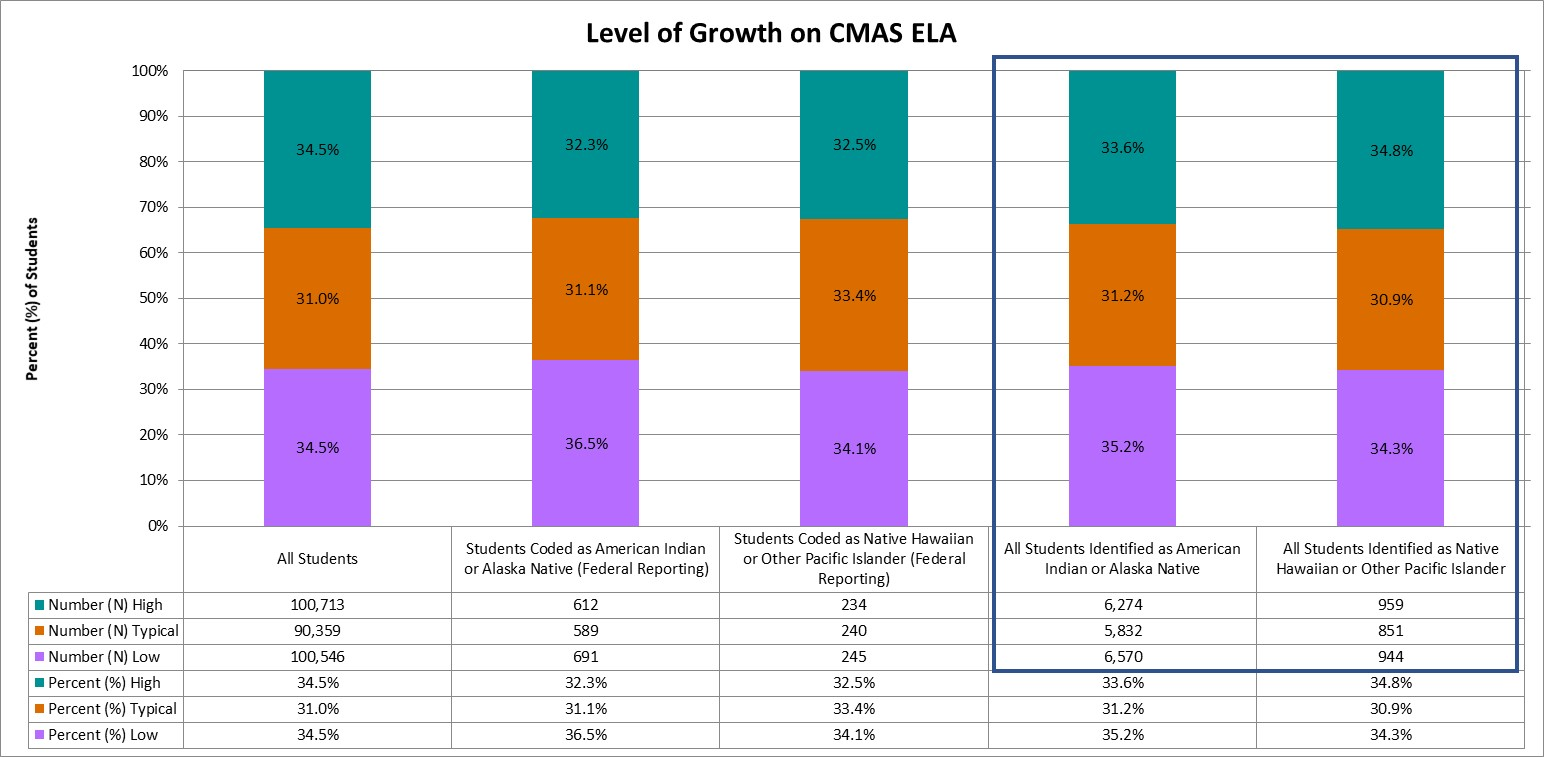 Level of Growth on CMAS ELA
Percent (%) of Students
100%
90%
80%
70%
60%
50%
40%
30%
20%
10%
0%
34.5% 32.3% 32.5% 33.6% 34.8%
31.0% 31.1% 33.4% 31.2% 30.9%
34.5% 36.5% 34.1% 35.2% 34.3%
All Students
Students Coded as American Indian
or Alaska Native (Federal Reporting)
Students Coded as Native Hawaiian
or Other Pacific Islander (Federal
Reporting)
All Students Identified as American
Indian or Alaska Native
All Students Identified as Native
Hawaiian or Other Pacific Islander
Number (N) High 100,713 612 234 6,274 959
Number (N) Typical 90,359 589 240 5,832 851
Number (N) Low 100,546 691 245 6,570 944
Percent (%) High 34.5% 32.3% 32.5% 33.6% 34.8%
Percent (%) Typical 31.0% 31.1% 33.4% 31.2% 30.9%
Percent (%) Low 34.5% 36.5% 34.1% 35.2% 34.3%